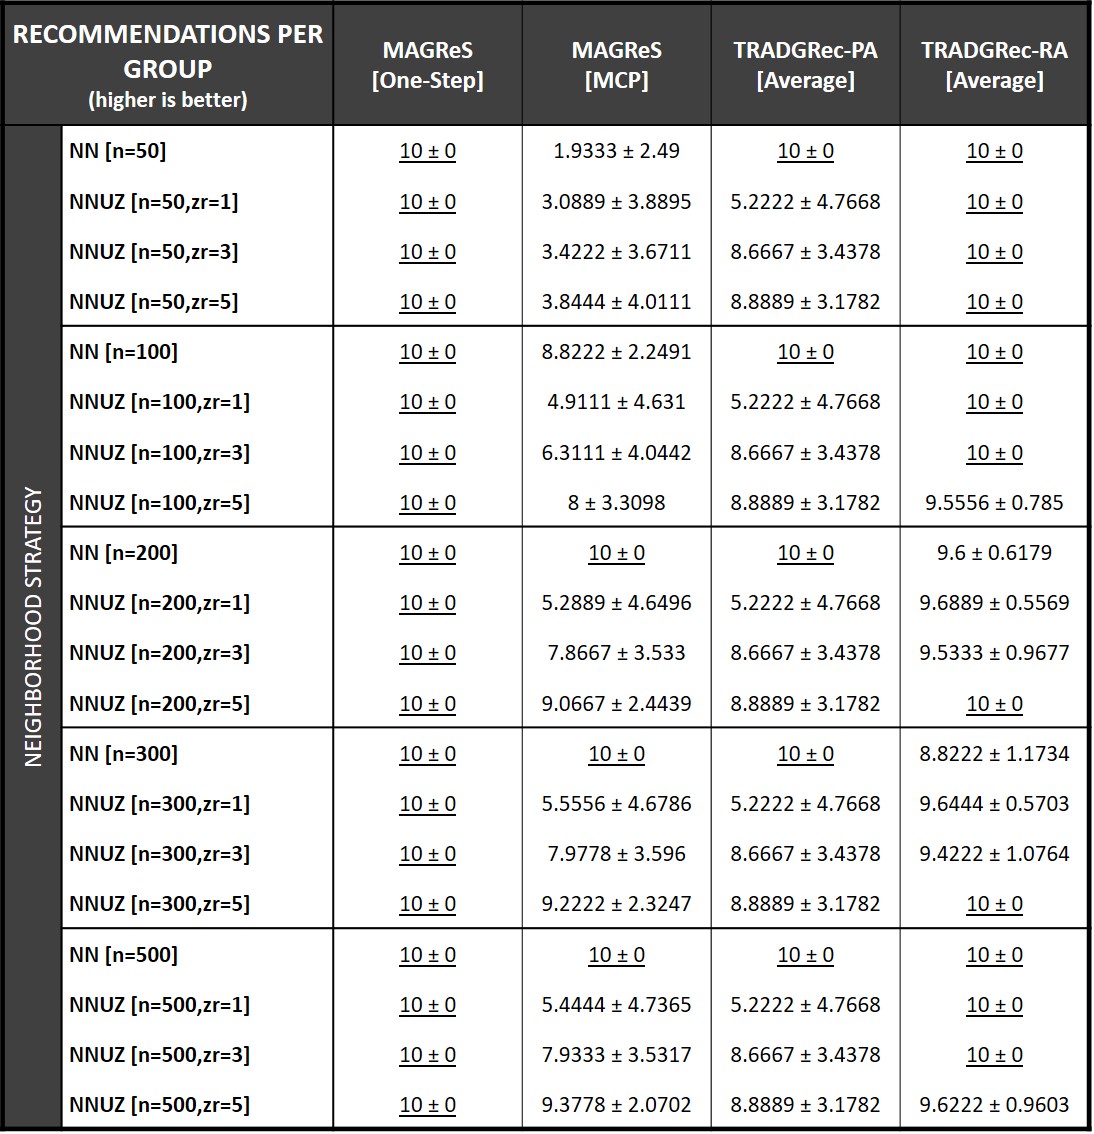 RECOMMENDATIONS PER
GROUP
(higher is better)
MAGReS
[One-Step]
MAGReS
[MCP]
TRADGRec-PA
[Average]
TRADGRec-RA
[Average]
NEIGHBORHOOD STRATEGY
NN [n=50] 10 ± 0 1.9333 ± 2.49 10 ± 0 10 ± 0
NNUZ [n=50,zr=1] 10 ± 0 3.0889 ± 3.8895 5.2222 ± 4.7668 10 ± 0
NNUZ [n=50,zr=3] 10 ± 0 3.4222 ± 3.6711 8.6667 ± 3.4378 10 ± 0
NNUZ [n=50,zr=5] 10 ± 0 3.8444 ± 4.0111 8.8889 ± 3.1782 10 ± 0
NN [n=100] 10 ± 0 8.8222 ± 2.2491 10 ± 0 10 ± 0
NNUZ [n=100,zr=1] 10 ± 0 4.9111 ± 4.631 5.2222 ± 4.7668 10 ± 0
NNUZ [n=100,zr=3] 10 ± 0 6.3111 ± 4.0442 8.6667 ± 3.4378 10 ± 0
NNUZ [n=100,zr=5] 10 ± 0 8 ± 3.3098 8.8889 ± 3.1782 9.5556 ± 0.785
NN [n=200] 10 ± 0 10 ± 0 10 ± 0 9.6 ± 0.6179
NNUZ [n=200,zr=1] 10 ± 0 5.2889 ± 4.6496 5.2222 ± 4.7668 9.6889 ± 0.5569
NNUZ [n=200,zr=3] 10 ± 0 7.8667 ± 3.533 8.6667 ± 3.4378 9.5333 ± 0.9677
NNUZ [n=200,zr=5] 10 ± 0 9.0667 ± 2.4439 8.8889 ± 3.1782 10 ± 0
NN [n=300] 10 ± 0 10 ± 0 10 ± 0 8.8222 ± 1.1734
NNUZ [n=300,zr=1] 10 ± 0 5.5556 ± 4.6786 5.2222 ± 4.7668 9.6444 ± 0.5703
NNUZ [n=300,zr=3] 10 ± 0 7.9778 ± 3.596 8.6667 ± 3.4378 9.4222 ± 1.0764
NNUZ [n=300,zr=5] 10 ± 0 9.2222 ± 2.3247 8.8889 ± 3.1782 10 ± 0
NN [n=500] 10 ± 0 10 ± 0 10 ± 0 10 ± 0
NNUZ [n=500,zr=1] 10 ± 0 5.4444 ± 4.7365 5.2222 ± 4.7668 10 ± 0
NNUZ [n=500,zr=3] 10 ± 0 7.9333 ± 3.5317 8.6667 ± 3.4378 10 ± 0
NNUZ [n=500,zr=5] 10 ± 0 9.3778 ± 2.0702 8.8889 ± 3.1782 9.6222 ± 0.9603